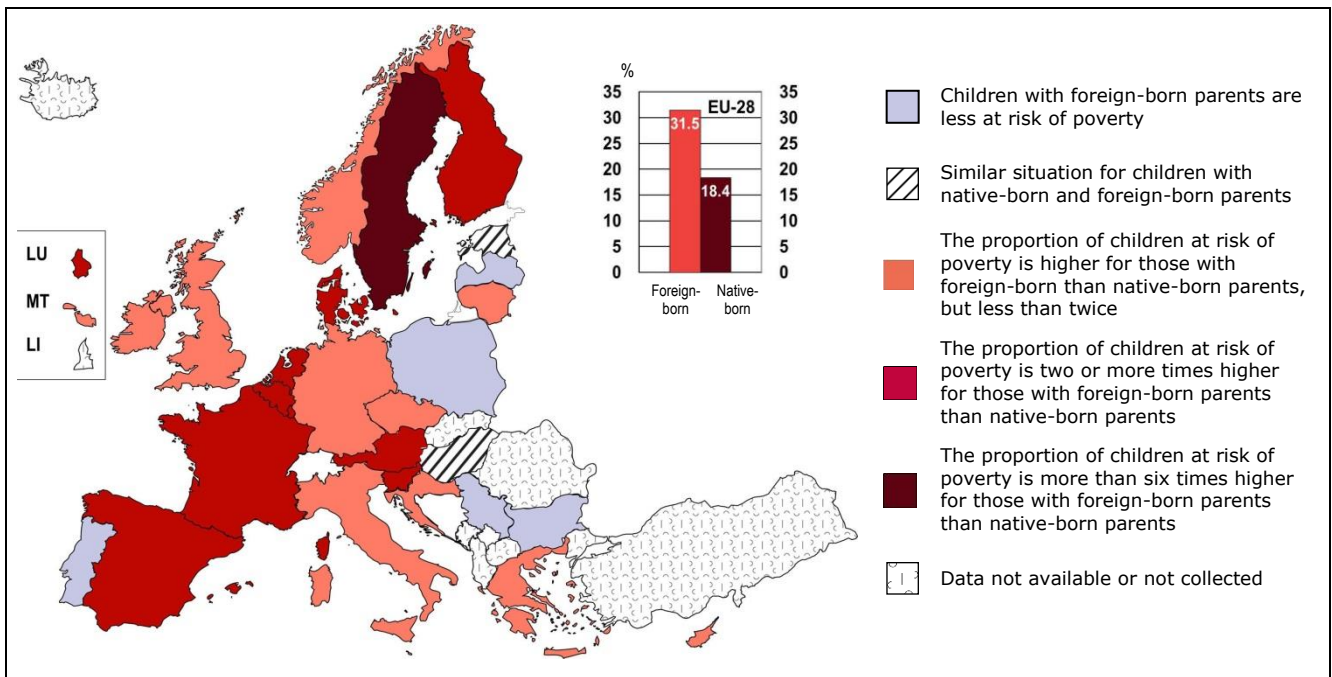 %
35
30
25
20
15
10
5
0
EU-28
31.5
18.4
35
30
25
20
15
10
5
0
Foreign-
born
Native-
born
LU
MT
LI
Children with foreign-born parents are
less at risk of poverty
Similar situation for children with
native-born and foreign-born parents
The proportion of children at risk of
poverty is higher for those with
foreign-born than native-born parents,
but less than twice
The proportion of children at risk of
poverty is two or more times higher
for those with foreign-born parents
than native-born parents
The proportion of children at risk of
poverty is more than six times higher
for those with foreign-born parents
than native-born parents
Data not available or not collected